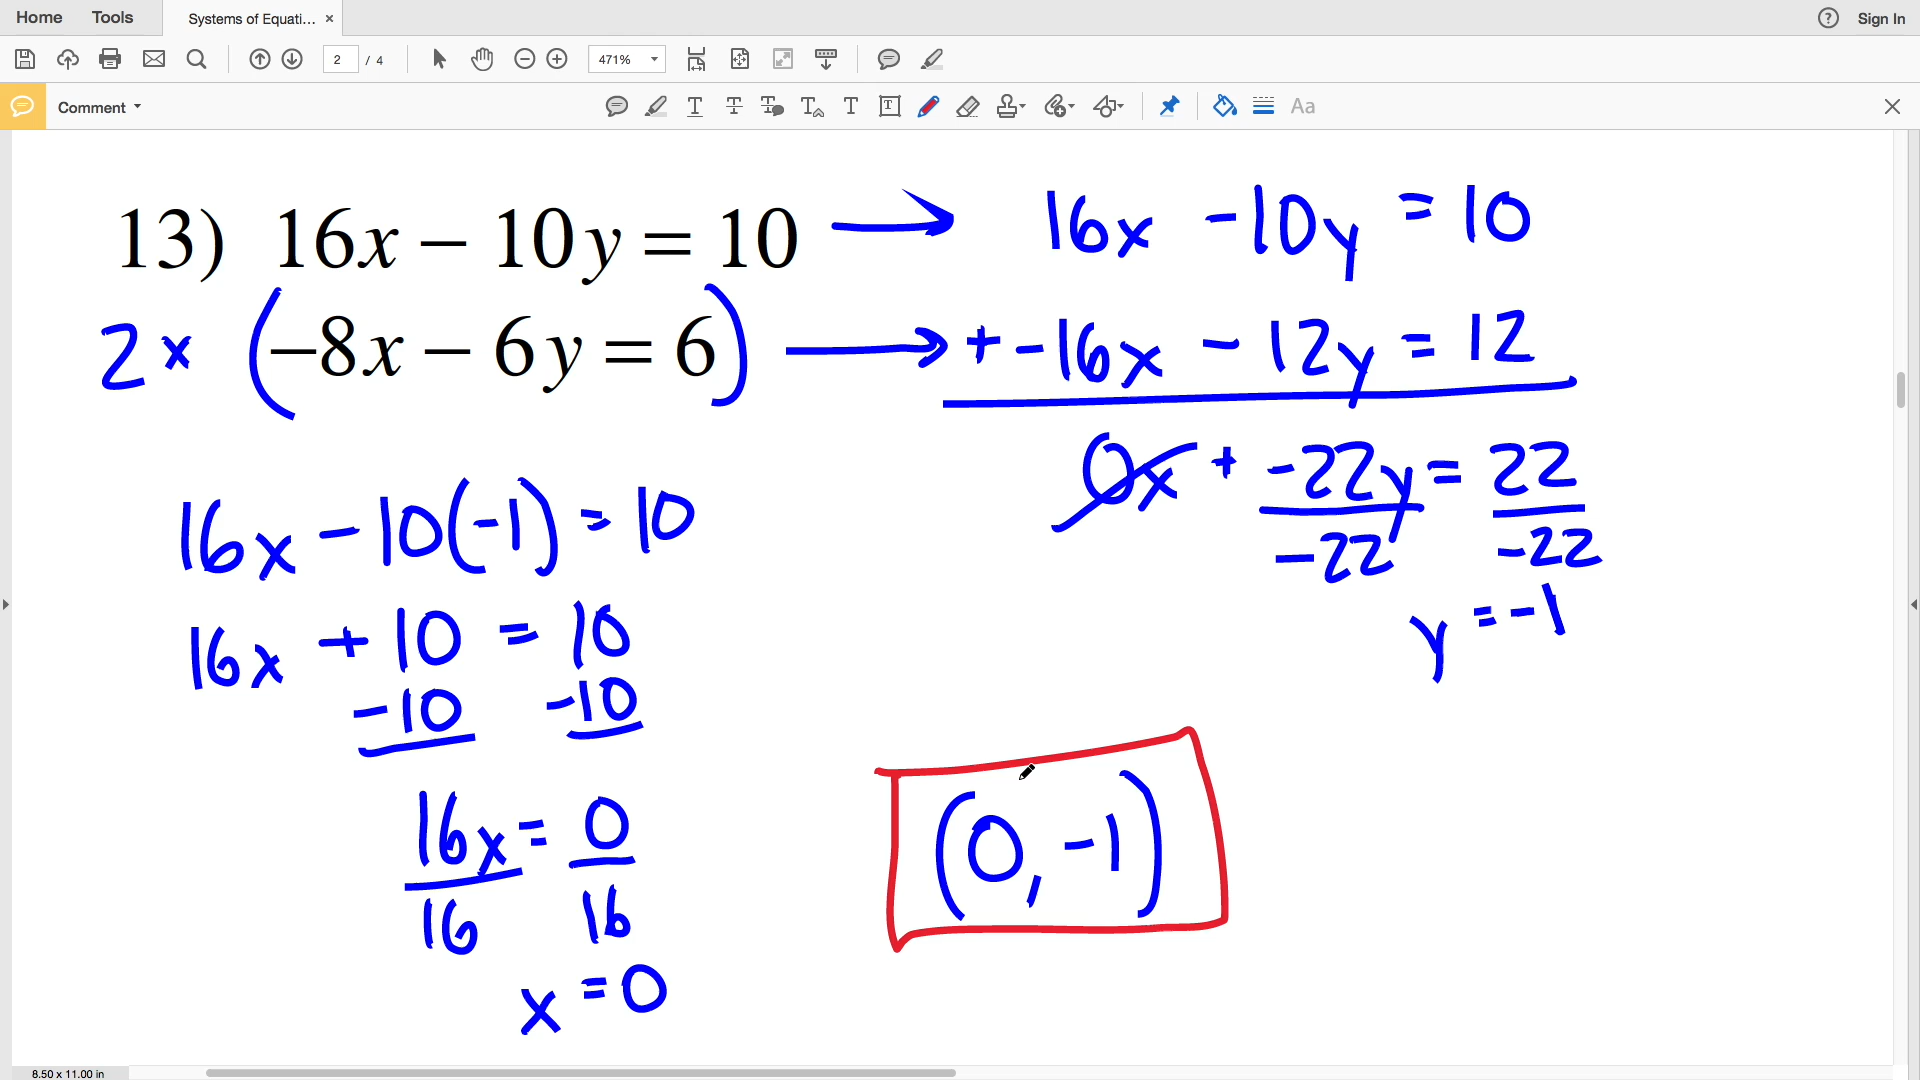 Home Tools Systems of Equati... × ? Sign In
2 / 4 471%
Comment T T T T T T Aa
13) 16x − 10y = 10 16x -10y = 10
2 × (−8x − 6y = 6) + -16x - 12y = 12
0x + -22y = 22
-22 -22
y = -1
16x - 10(-1) = 10
16x + 10 = 10
-10 -10
16x = 0
16 16
x = 0
(0, -1)
8.50 x 11.00 in